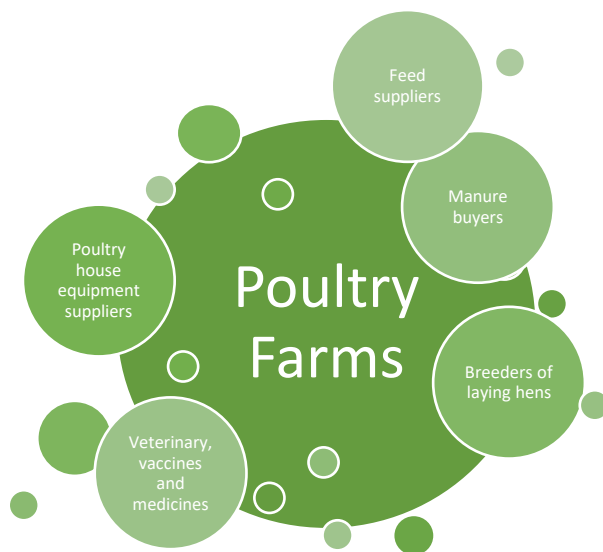 Feed
suppliers
Manure
buyers
Poultry
house
equipment
suppliers
Poultry
Farms
Breeders of
laying hens
Veterinary,
vaccines
and
medicines